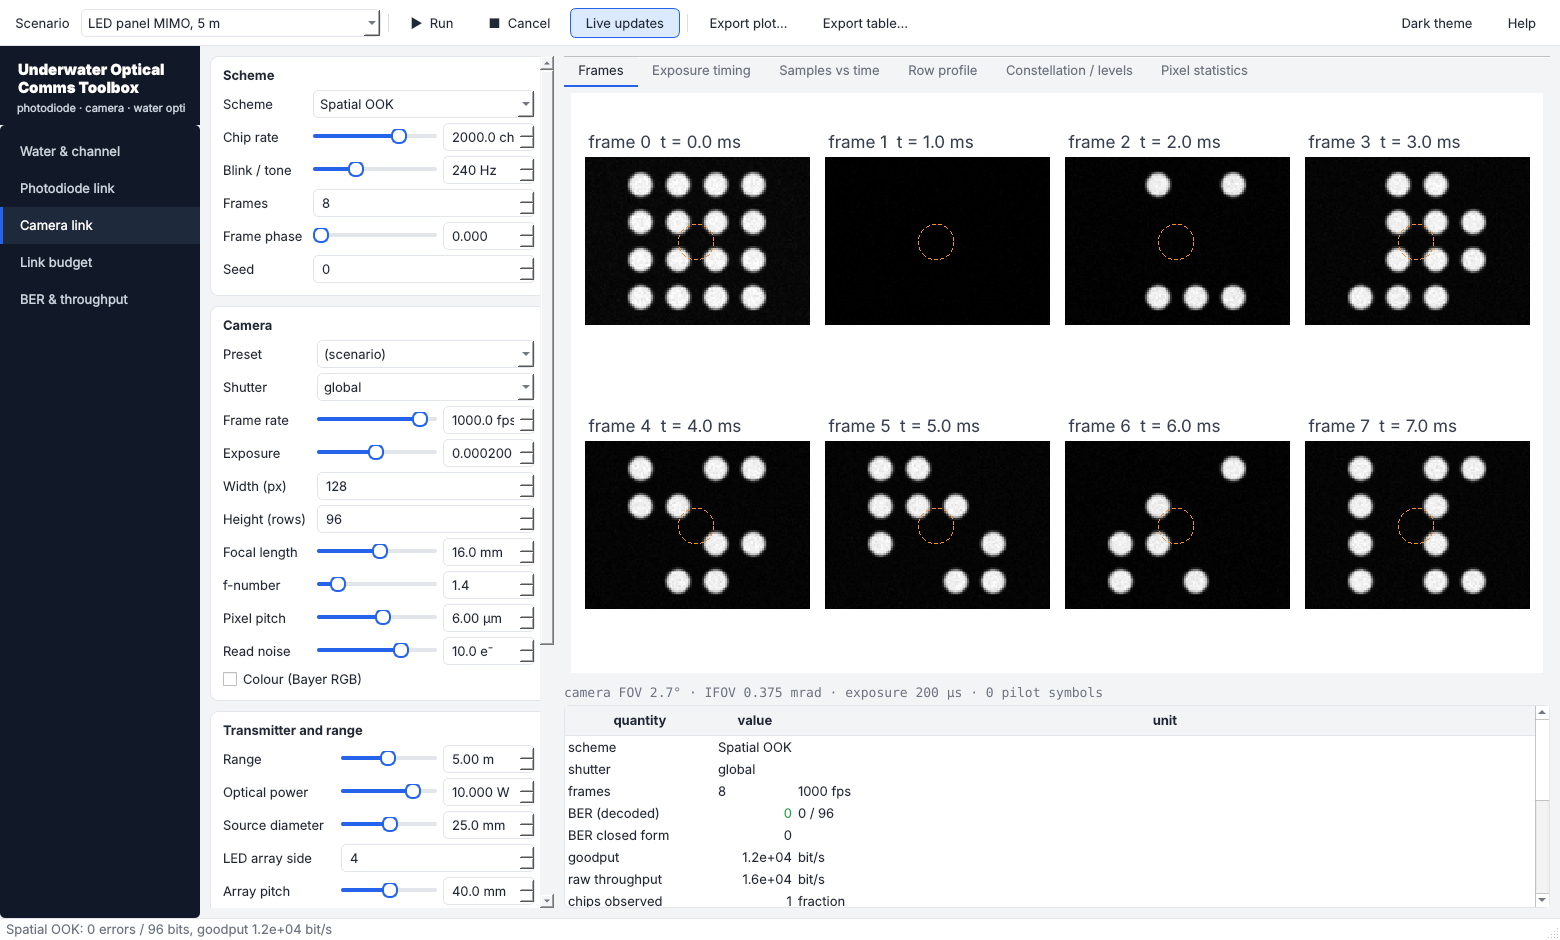 Scenario LED panel MIMO, 5 m Run Cancel Live updates Export plot... Export table... Dark theme Help
Underwater Optical
Comms Toolbox
photodiode · camera · water opti
Water & channel
Photodiode link
Camera link
Link budget
BER & throughput
Scheme
Scheme Spatial OOK
Chip rate 2000.0 ch
Blink / tone 240 Hz
Frames 8
Frame phase 0.000
Seed 0
Camera
Preset (scenario)
Shutter global
Frame rate 1000.0 fps
Exposure 0.000200
Width (px) 128
Height (rows) 96
Focal length 16.0 mm
f-number 1.4
Pixel pitch 6.00 µm
Read noise 10.0 e⁻
Colour (Bayer RGB)
Transmitter and range
Range 5.00 m
Optical power 10.000 W
Source diameter 25.0 mm
LED array side 4
Array pitch 40.0 mm
Frames Exposure timing Samples vs time Row profile Constellation / levels Pixel statistics
frame 0 t = 0.0 ms frame 1 t = 1.0 ms frame 2 t = 2.0 ms frame 3 t = 3.0 ms
frame 4 t = 4.0 ms frame 5 t = 5.0 ms frame 6 t = 6.0 ms frame 7 t = 7.0 ms
camera FOV 2.7° · IFOV 0.375 mrad · exposure 200 µs · 0 pilot symbols
quantity value unit
scheme Spatial OOK
shutter global
frames 8 1000 fps
BER (decoded) 0 0 / 96
BER closed form 0
goodput 1.2e+04 bit/s
raw throughput 1.6e+04 bit/s
chips observed 1 fraction
Spatial OOK: 0 errors / 96 bits, goodput 1.2e+04 bit/s